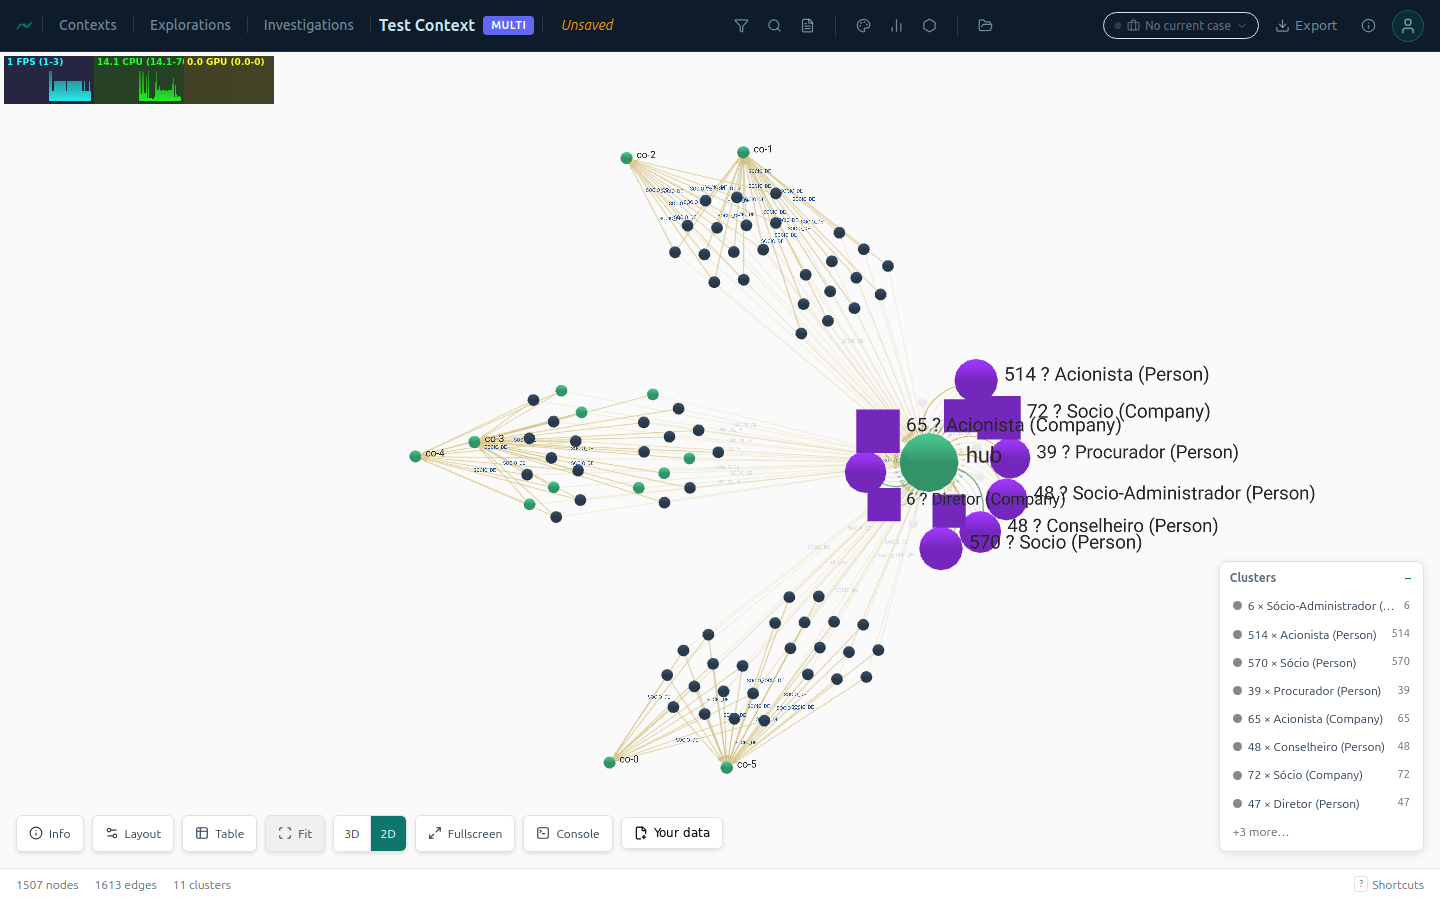 Contexts
Explorations
Investigations
Test Context
MULTI
Unsaved
No current case
Export
1 FPS (1-3)
14.1 CPU (14.1-7
0.0 GPU (0.0-0)
co-2
co-1
SOCIO_DE
514 ? Acionista (Person)
72 ? Socio (Company)
65 ? Acionista (Company)
co-3
co-4
hub
39 ? Procurador (Person)
48 ? Socio-Administrador (Person)
6 ? Diretor (Company)
48 ? Conselheiro (Person)
570 ? Socio (Person)
co-0
co-5
Clusters
6 × Sócio-Administrador (... 6
514 × Acionista (Person) 514
570 × Sócio (Person) 570
39 × Procurador (Person) 39
65 × Acionista (Company) 65
48 × Conselheiro (Person) 48
72 × Sócio (Company) 72
47 × Diretor (Person) 47
+3 more...
Info
Layout
Table
Fit
3D
2D
Fullscreen
Console
Your data
1507 nodes
1613 edges
11 clusters
? Shortcuts